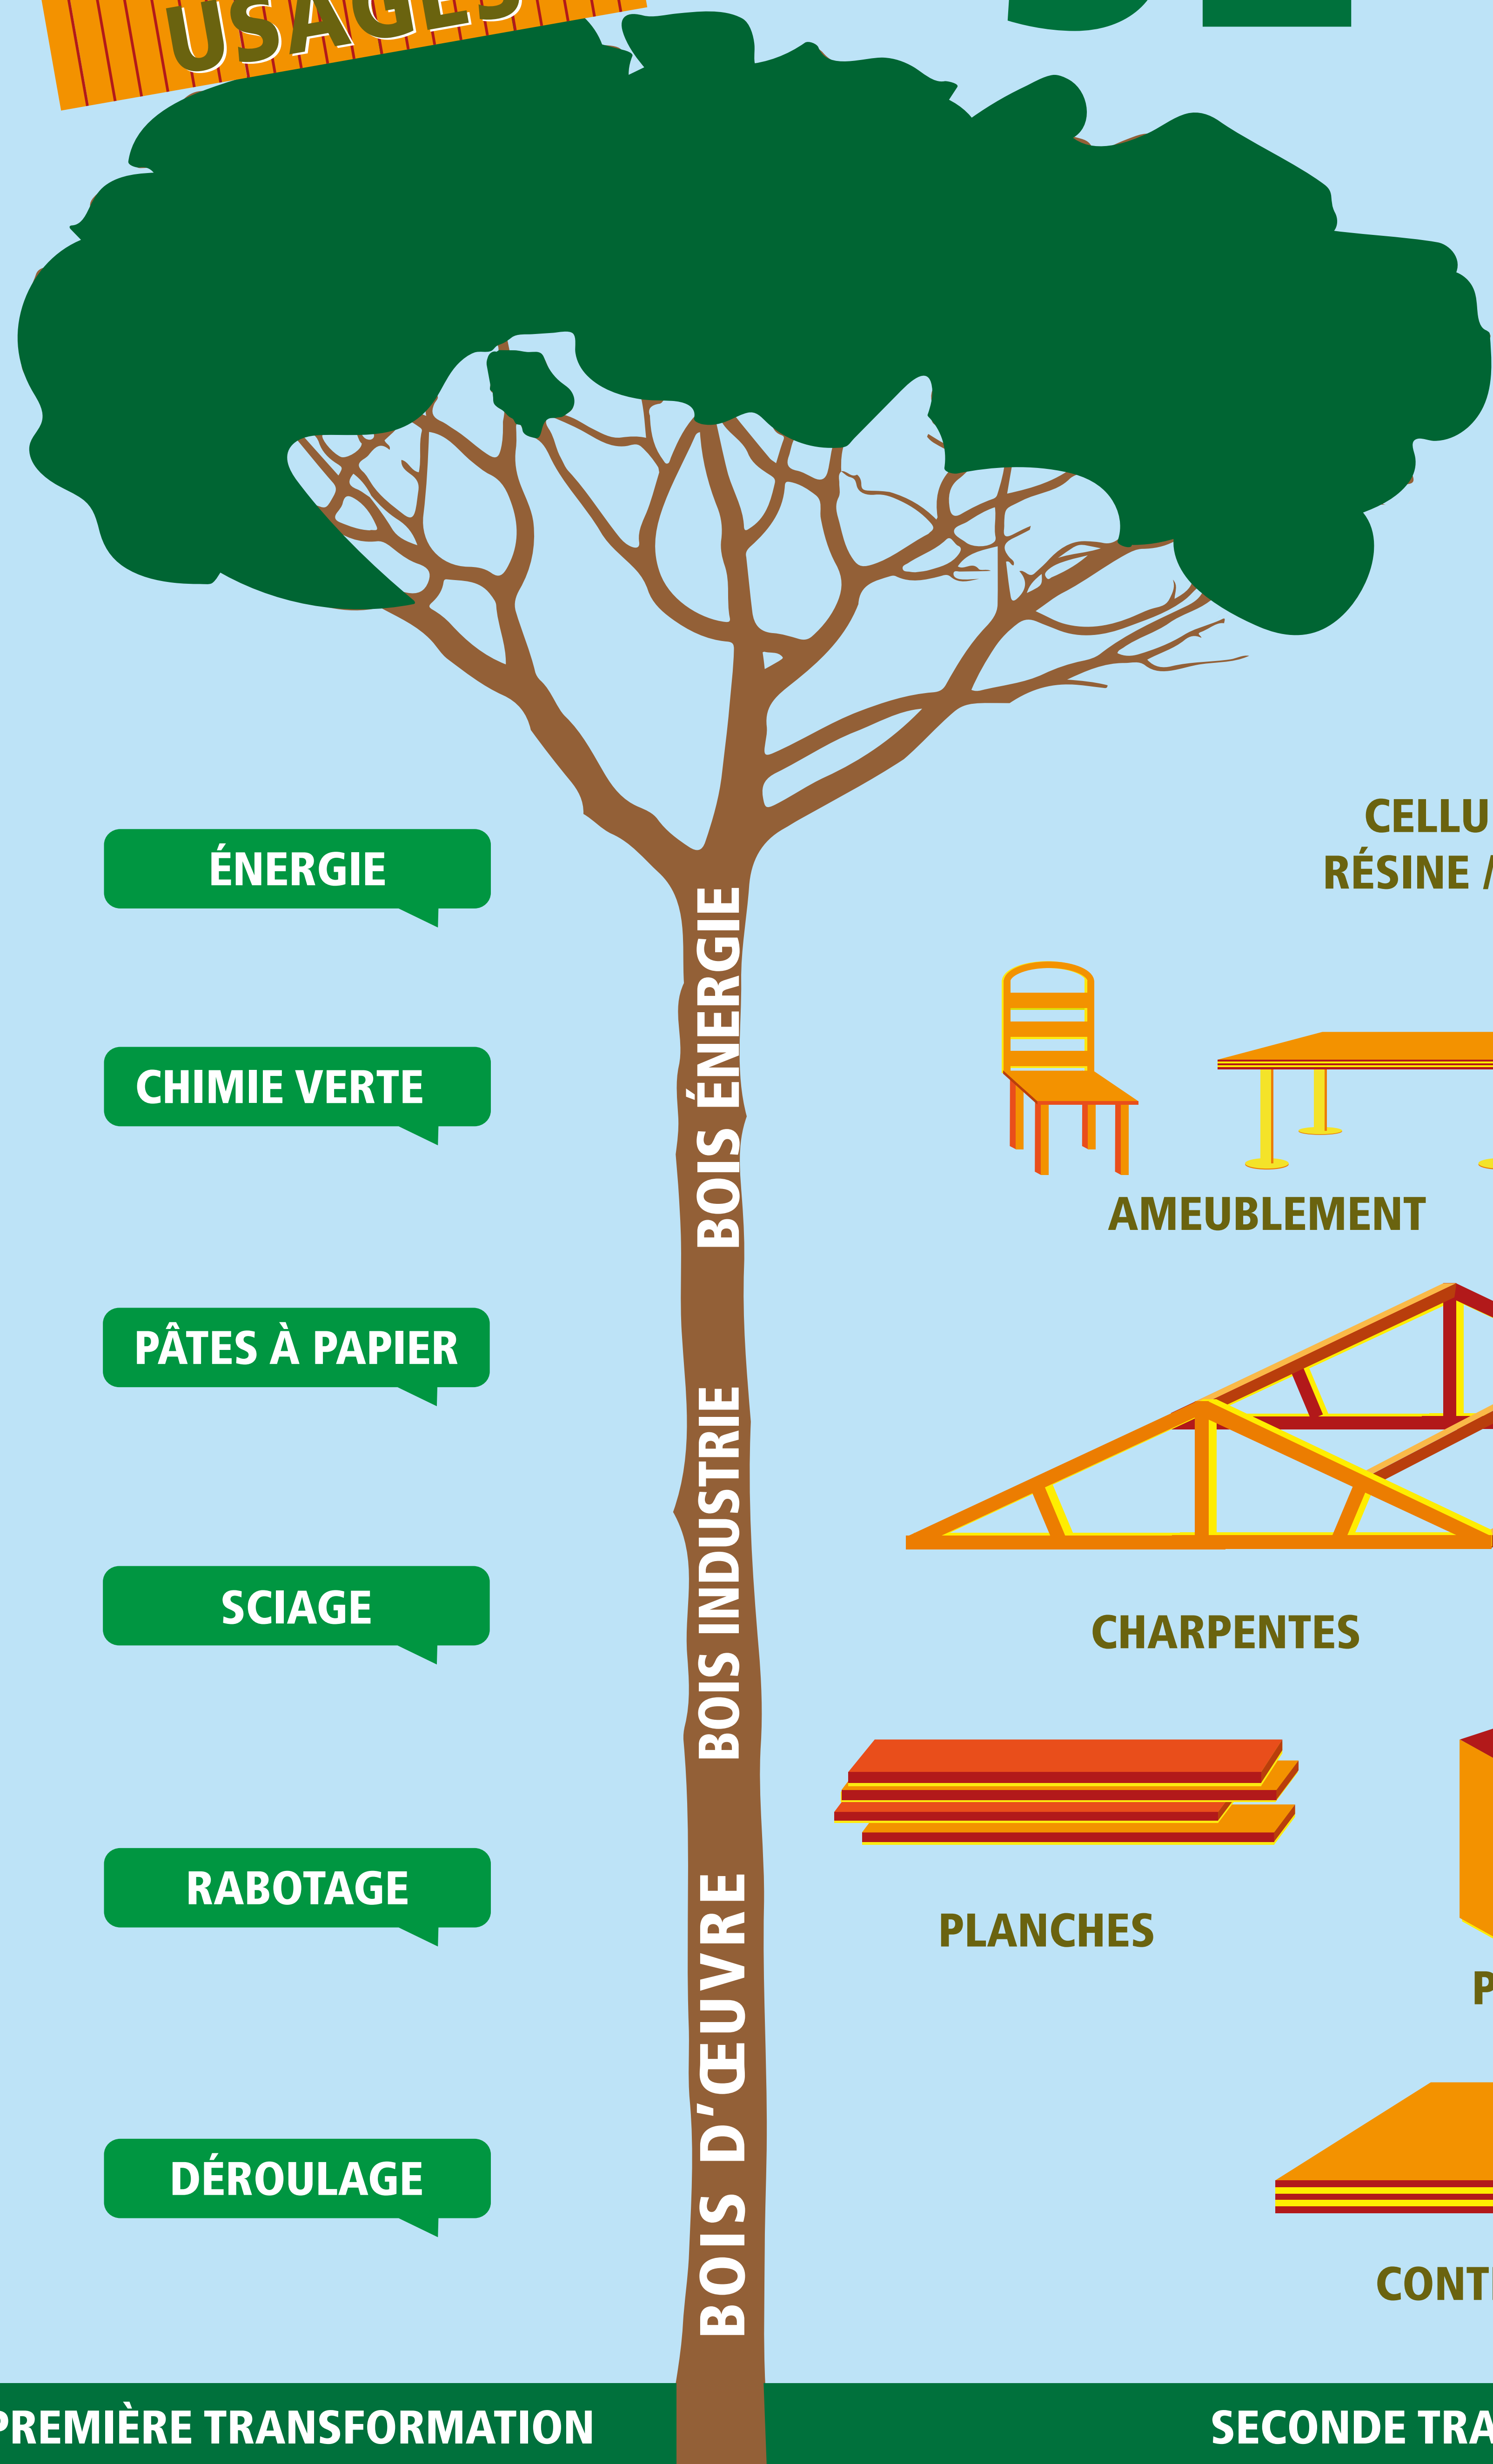 USAGES
ÉNERGIE
CHIMIE VERTE
PÂTES À PAPIER
SCIAGE
RABOTAGE
DÉROULAGE
BOIS ÉNERGIE
BOIS INDUSTRIE
BOIS D’ŒUVRE
CELLU
RÉSINE
AMEUBLEMENT
CHARPENTES
PLANCHES
P
CONT
PREMIÈRE TRANSFORMATION
SECONDE TRA